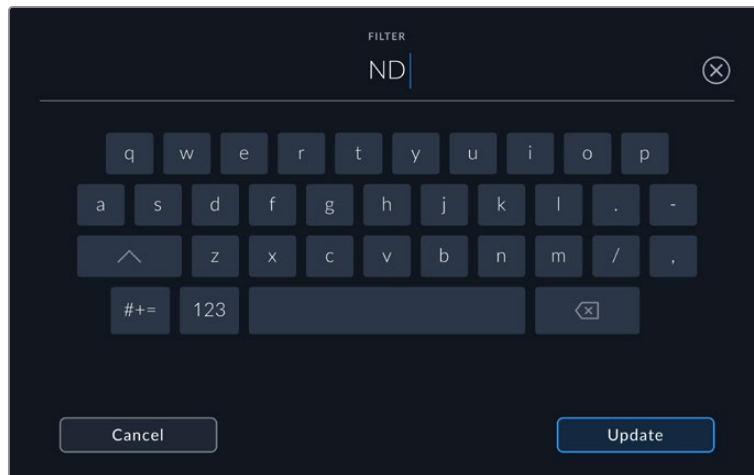 FILTER
ND
q w e r t y u i o p
a s d f g h j k l . -
z x c v b n m / ,
#+= 123
Cancel Update